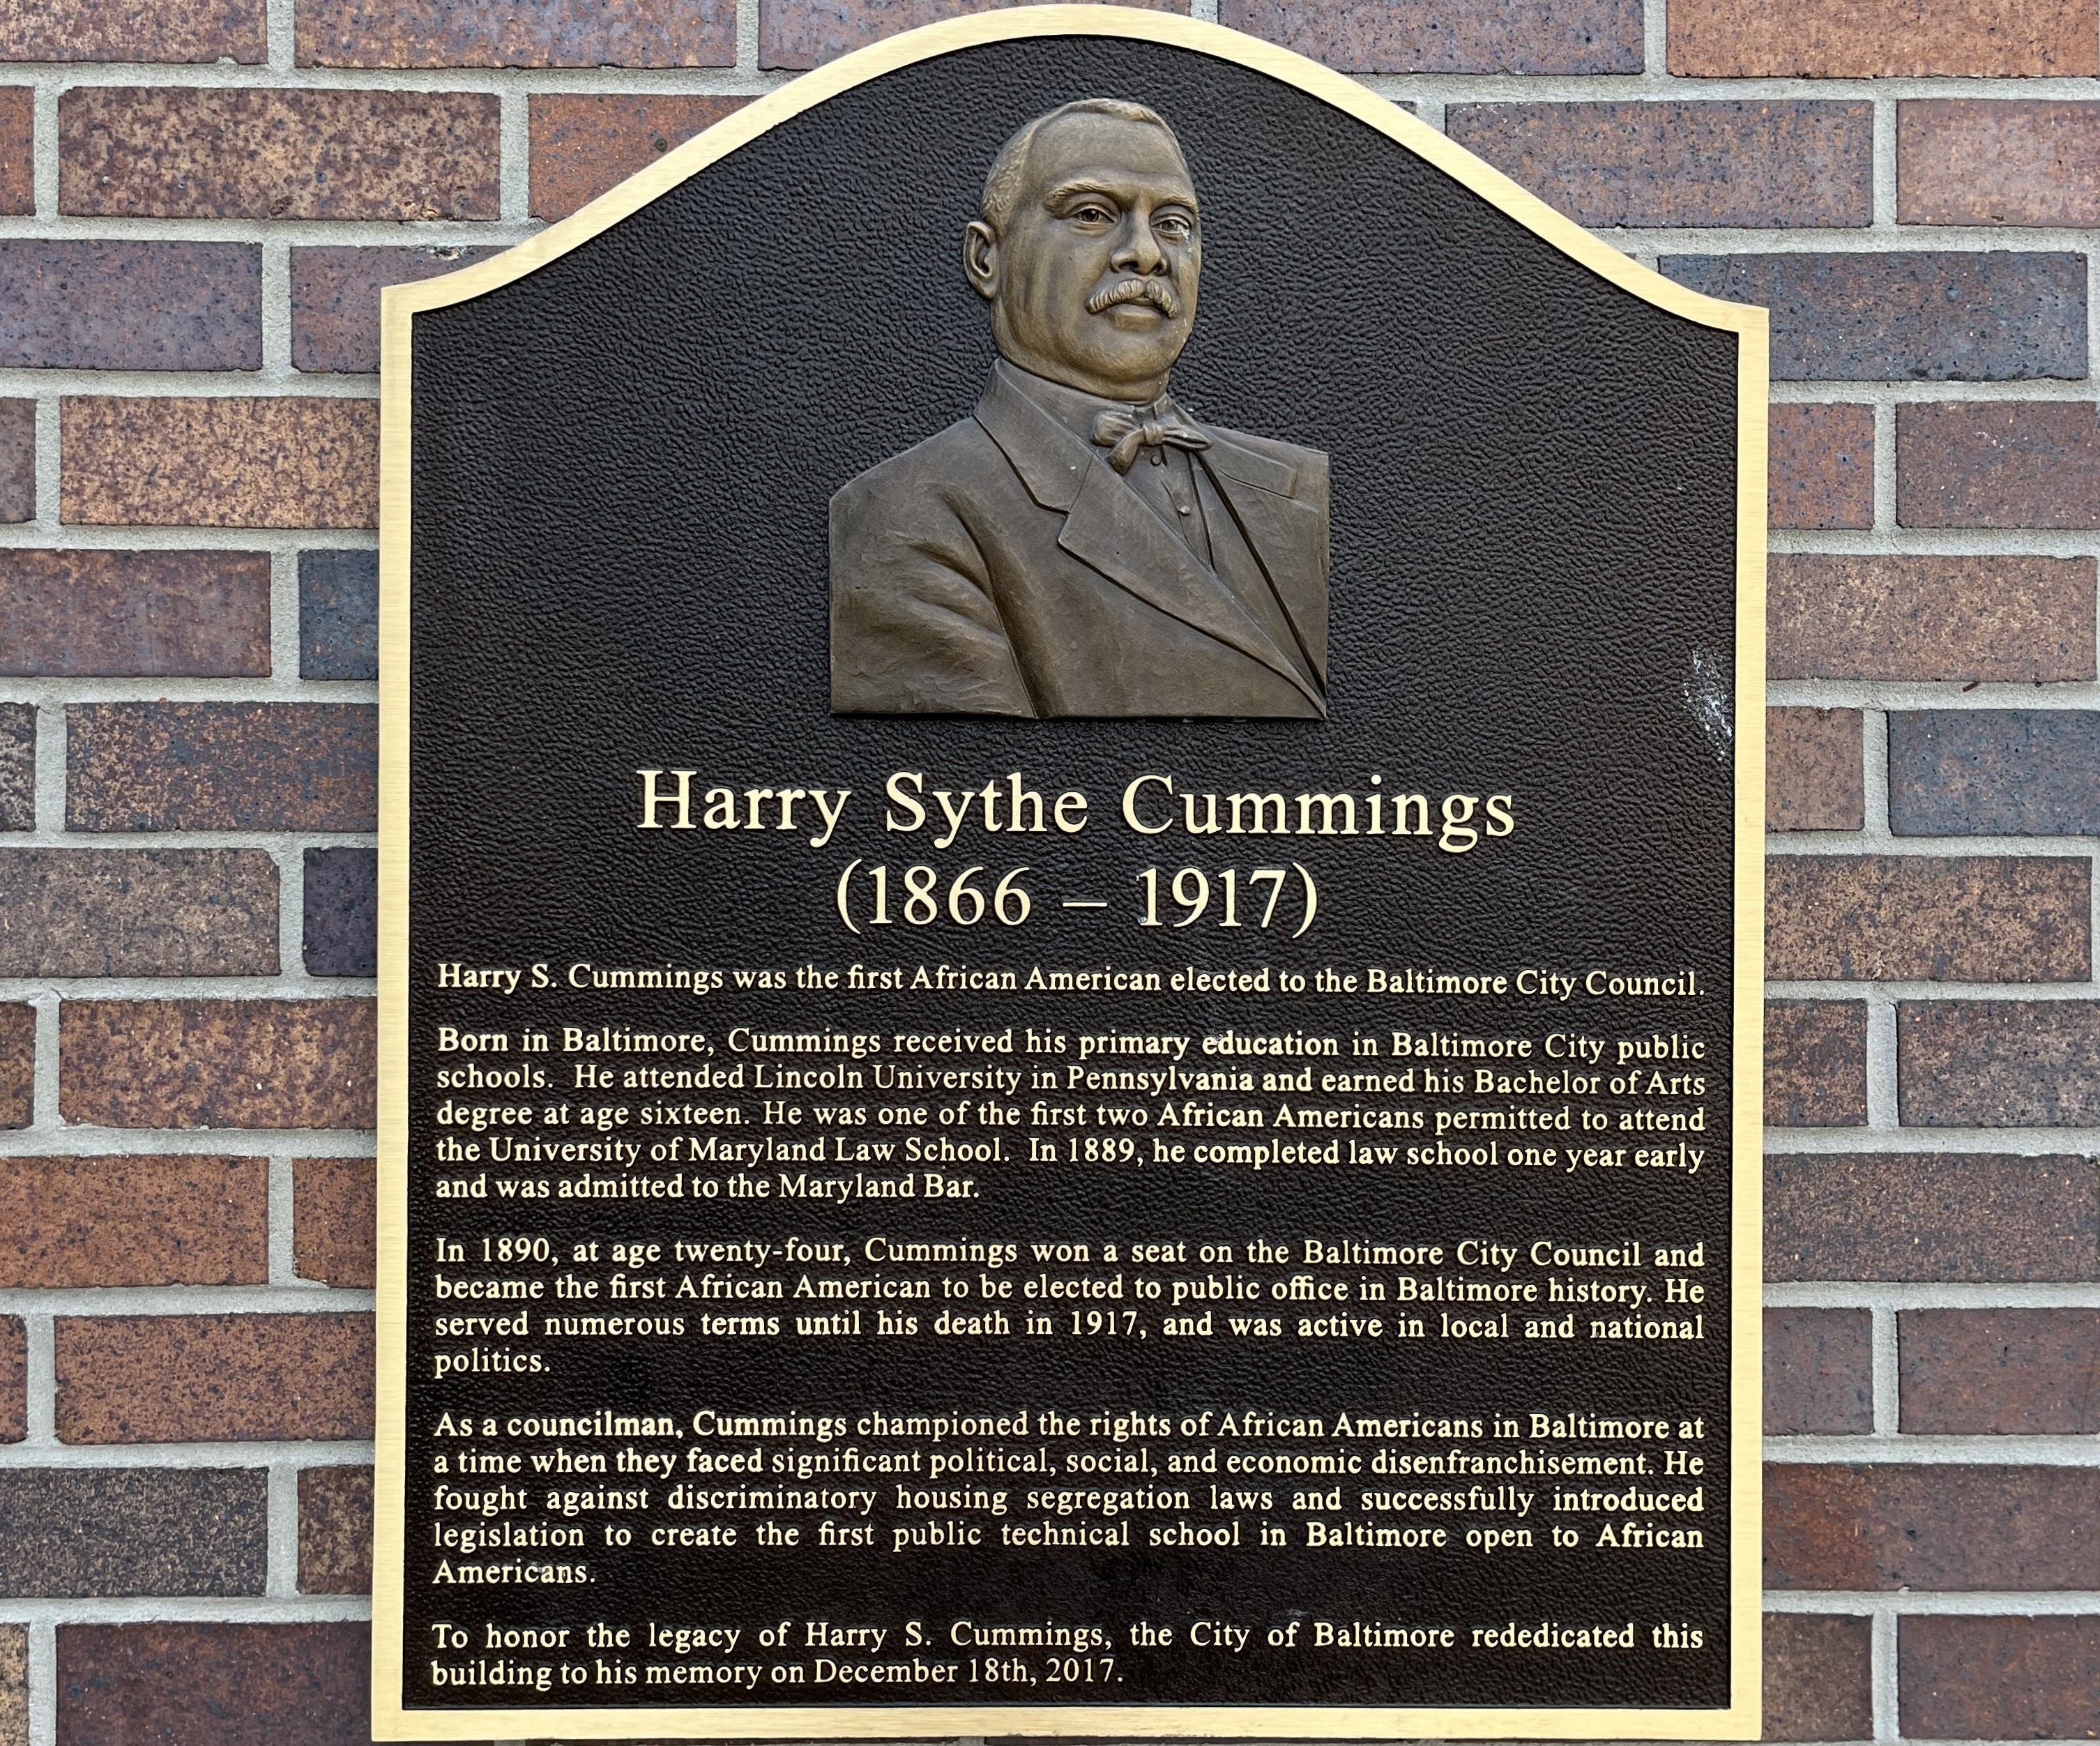 Harry Sythe Cummings
(1866 – 1917)
Harry S. Cummings was the first African American elected to the Baltimore City Council.
Born in Baltimore, Cummings received his primary education in Baltimore City public
schools. He attended Lincoln University in Pennsylvania and earned his Bachelor of Arts
degree at age sixteen. He was one of the first two African Americans permitted to attend
the University of Maryland Law School. In 1889, he completed law school one year early
and was admitted to the Maryland Bar.
In 1890, at age twenty-four, Cummings won a seat on the Baltimore City Council and
became the first African American to be elected to public office in Baltimore history. He
served numerous terms until his death in 1917, and was active in local and national
politics.
As a councilman, Cummings championed the rights of African Americans in Baltimore at
a time when they faced significant political, social, and economic disenfranchisement. He
fought against discriminatory housing segregation laws and successfully introduced
legislation to create the first public technical school in Baltimore open to African
Americans.
To honor the legacy of Harry S. Cummings, the City of Baltimore rededicated this
building to his memory on December 18th, 2017.